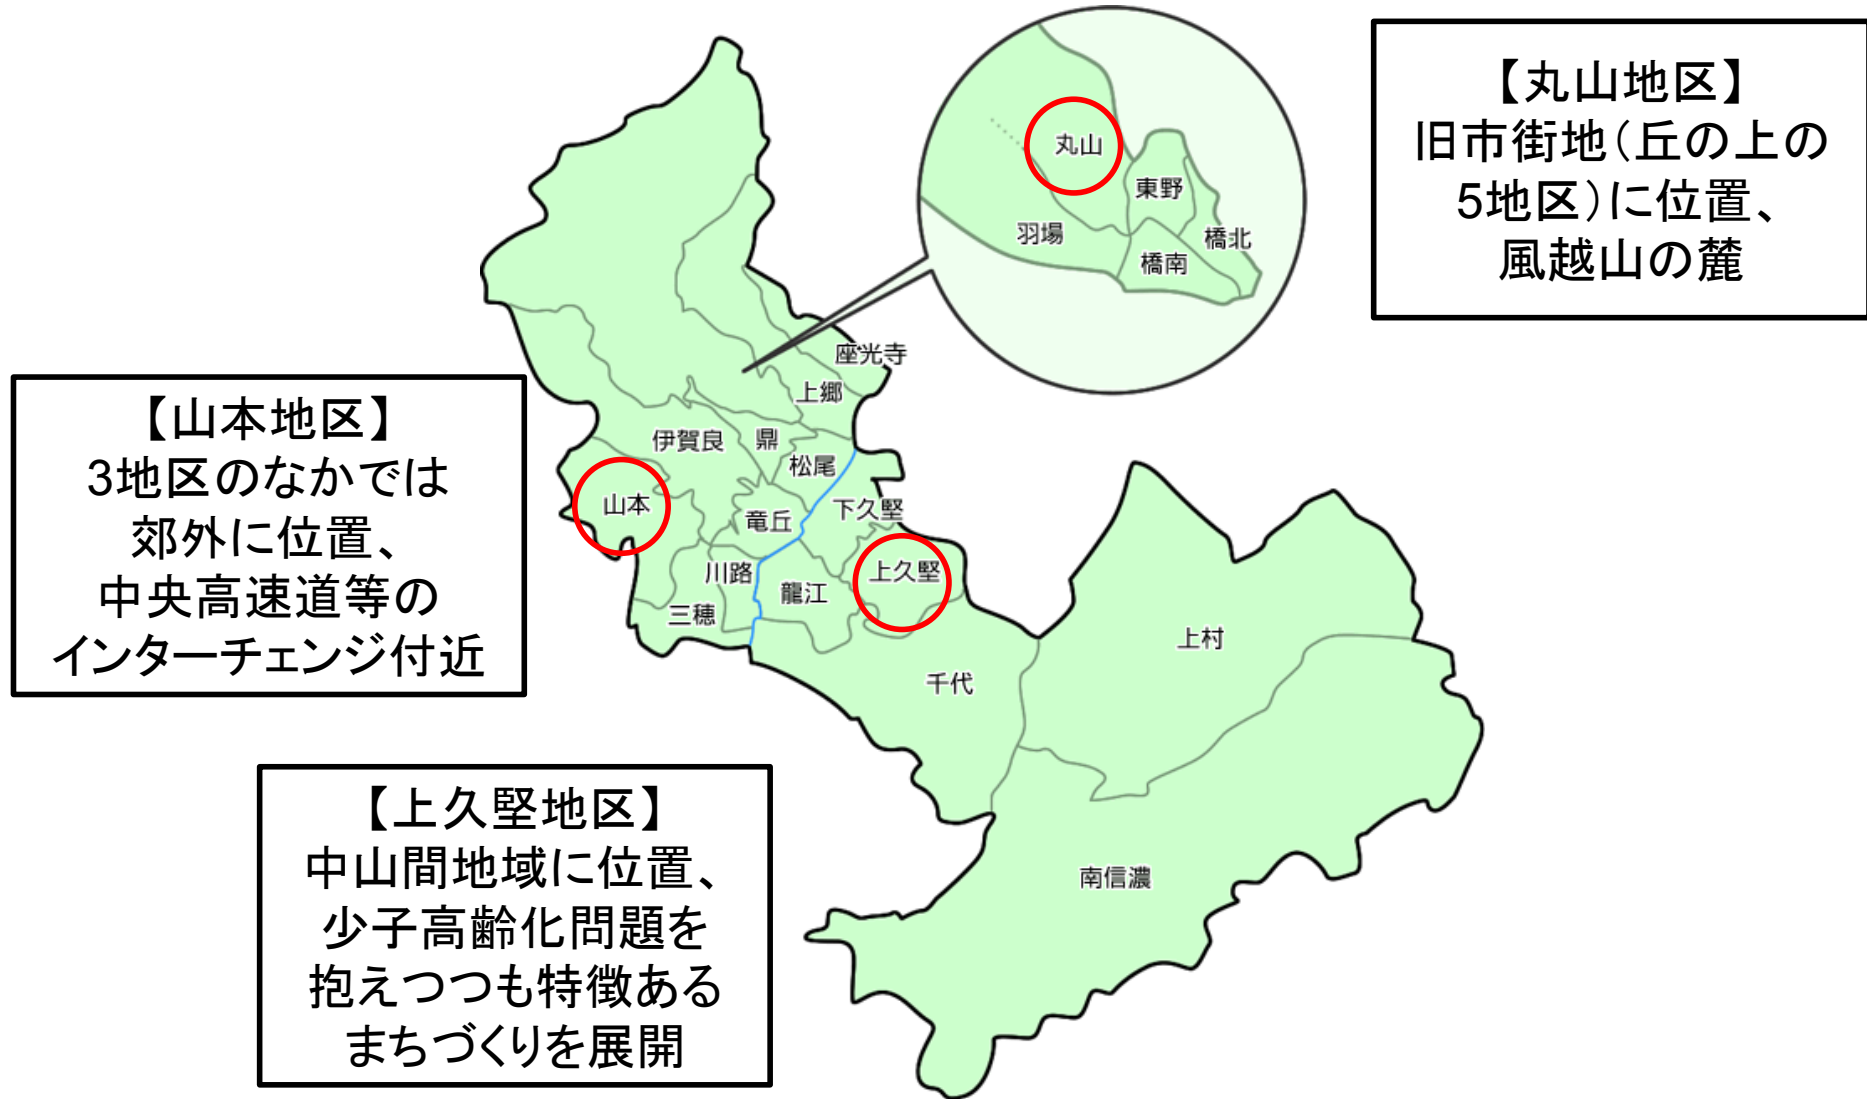 【丸山地区】
旧市街地(丘の上の
5地区)に位置、
風越山の麓
丸山
東野
羽場
橋北
橋南
座光寺
上郷
【山本地区】
3地区のなかでは
郊外に位置、
中央高速道等の
インターチェンジ付近
伊賀良
鼎
松尾
山本
竜丘
下久堅
川路
龍江
上久堅
三穂
千代
上村
南信濃
【上久堅地区】
中山間地域に位置、
少子高齢化問題を
抱えつつも特徴ある
まちづくりを展開